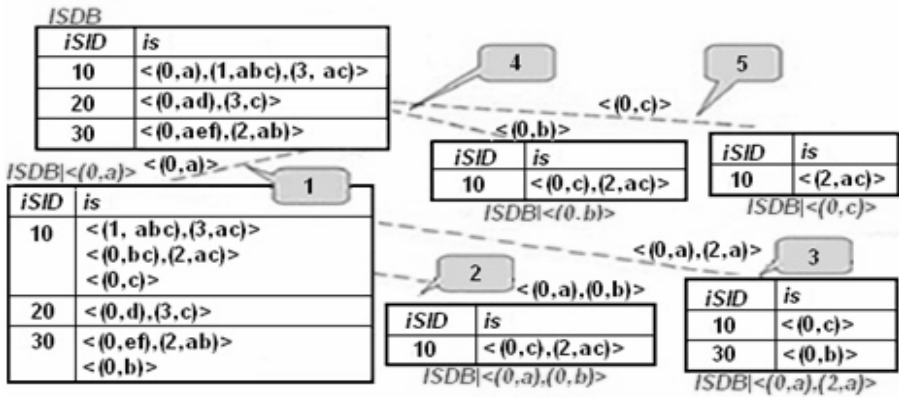 ISDB
iSID is
10 <(0,a),(1,abc),(3, ac)>
20 <(0,ad),(3,c)>
30 <(0,aef),(2,ab)>
4
5
<(0,c)>
<(0,b)>
iSID is
10 <(0,c),(2,ac)>
ISDB|<(0.b)>
iSID is
10 <(2,ac)>
ISDB|<(0,c)>
<(0,a)>
1
ISDB|<(0,a)>
iSID is
10 <(1, abc),(3,ac)>
<(0,bc),(2,ac)>
<(0,c)>
20 <(0,d),(3,c)>
30 <(0,ef),(2,ab)>
<(0,b)>
2
<(0,a),(0,b)>
iSID is
10 <(0,c),(2,ac)>
ISDB|<(0,a),(0,b)>
<(0,a),(2,a)>
3
iSID is
10 <(0,c)>
30 <(0,b)>
ISDB|<(0,a),(2,a)>